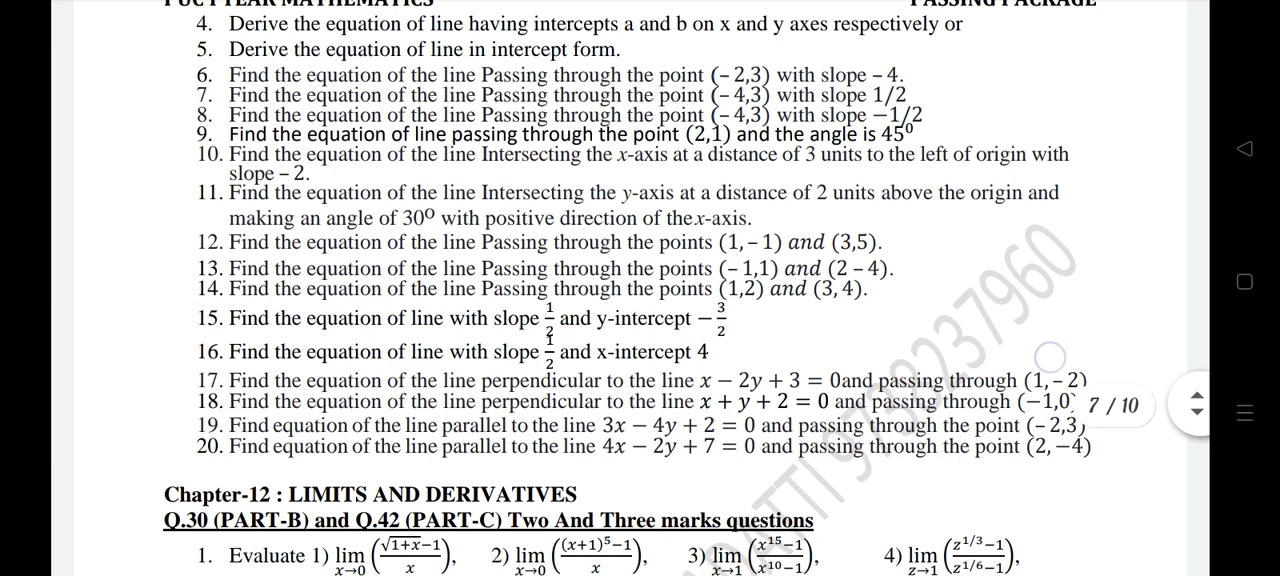 4. Derive the equation of line having intercepts a and b on x and y axes respectively or
5. Derive the equation of line in intercept form.
6. Find the equation of the line Passing through the point (– 2,3) with slope – 4.
7. Find the equation of the line Passing through the point (– 4,3) with slope 1/2
8. Find the equation of the line Passing through the point (– 4,3) with slope −1/2
9. Find the equation of line passing through the point (2,1) and the angle is 45⁰
10. Find the equation of the line Intersecting the x-axis at a distance of 3 units to the left of origin with
slope – 2.
11. Find the equation of the line Intersecting the y-axis at a distance of 2 units above the origin and
making an angle of 30⁰ with positive direction of thex-axis.
12. Find the equation of the line Passing through the points (1, – 1) and (3,5).
13. Find the equation of the line Passing through the points (– 1,1) and (2 – 4).
14. Find the equation of the line Passing through the points (1,2) and (3, 4).
15. Find the equation of line with slope 1/2 and y-intercept − 3/2
16. Find the equation of line with slope 1/2 and x-intercept 4
17. Find the equation of the line perpendicular to the line x − 2y + 3 = 0and passing through (1, – 2)
18. Find the equation of the line perpendicular to the line x + y + 2 = 0 and passing through (−1,0
7 / 10
19. Find equation of the line parallel to the line 3x − 4y + 2 = 0 and passing through the point (– 2,3)
20. Find equation of the line parallel to the line 4x − 2y + 7 = 0 and passing through the point (2, −4)
Chapter-12 : LIMITS AND DERIVATIVES
Q.30 (PART-B) and Q.42 (PART-C) Two And Three marks questions
1. Evaluate 1) lim x→0 (√1+x−1 / x), 2) lim x→0 ((x+1)⁵−1 / x), 3) lim x→1 (x¹⁵−1 / x¹⁰−1), 4) lim z→1 (z^1/3−1 / z^1/6−1),
9738237960